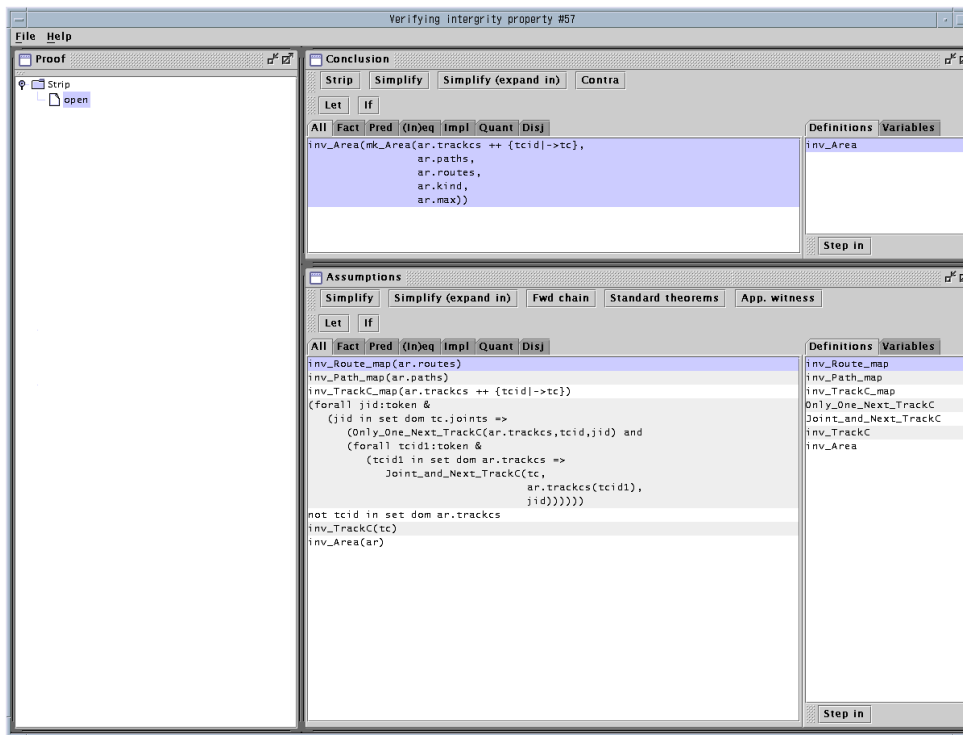 Verifying intergrity property #57
File Help
Proof
Strip
open
Conclusion
Strip Simplify Simplify (expand in) Contra
Let If
All Fact Pred (In)eq Impl Quant Disj
inv_Area(mk_Area(ar.trackcs ++ {tcid|->tc},
ar.paths,
ar.routes,
ar.kind,
ar.max))
Definitions Variables
inv_Area
Step in
Assumptions
Simplify Simplify (expand in) Fwd chain Standard theorems App. witness
Let If
All Fact Pred (In)eq Impl Quant Disj
inv_Route_map(ar.routes)
inv_Path_map(ar.paths)
inv_TrackC_map(ar.trackcs ++ {tcid|->tc})
(forall jid:token &
(jid in set dom tc.joints =>
(Only_One_Next_TrackC(ar.trackcs,tcid,jid) and
(forall tcid1:token &
(tcid1 in set dom ar.trackcs =>
Joint_and_Next_TrackC(tc,
ar.trackcs(tcid1),
jid))))))
not tcid in set dom ar.trackcs
inv_TrackC(tc)
inv_Area(ar)
Definitions Variables
inv_Route_map
inv_Path_map
inv_TrackC_map
Only_One_Next_TrackC
Joint_and_Next_TrackC
inv_TrackC
inv_Area
Step in